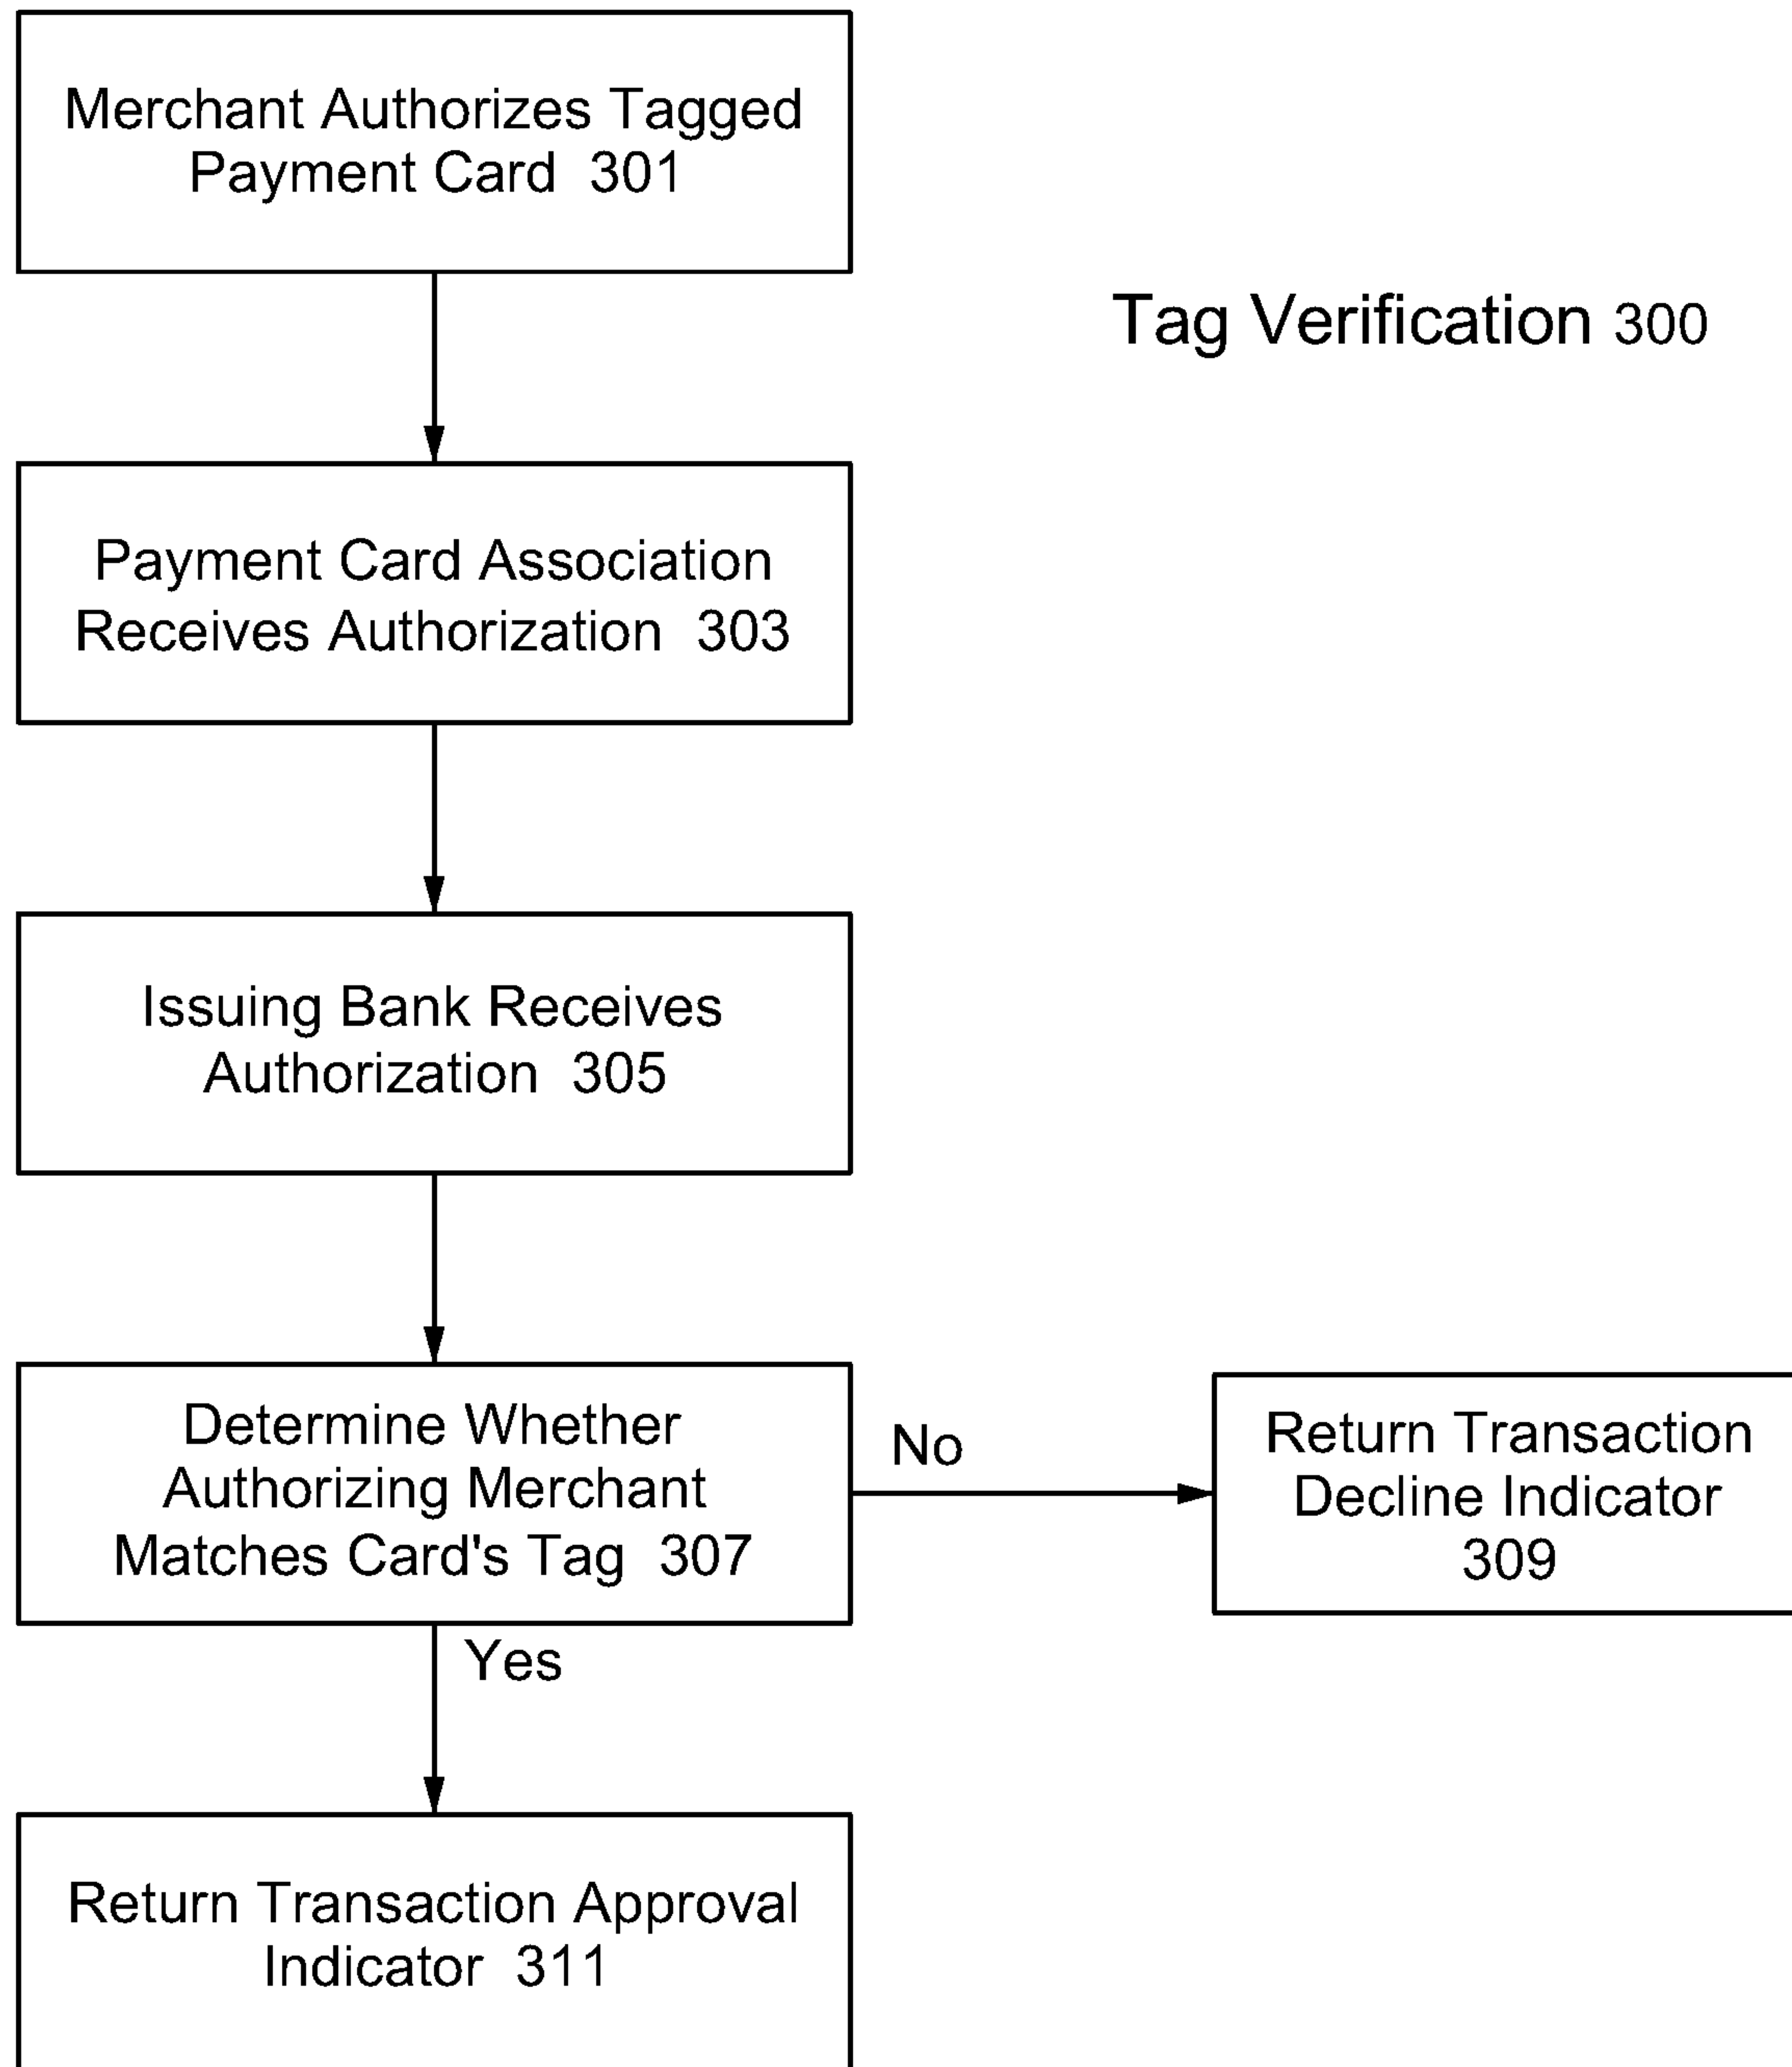 Merchant Authorizes Tagged
Payment Card 301
Tag Verification 300
Payment Card Association
Receives Authorization 303
Issuing Bank Receives
Authorization 305
Determine Whether
Authorizing Merchant
Matches Card's Tag 307
No
Return Transaction
Decline Indicator
309
Yes
Return Transaction Approval
Indicator 311